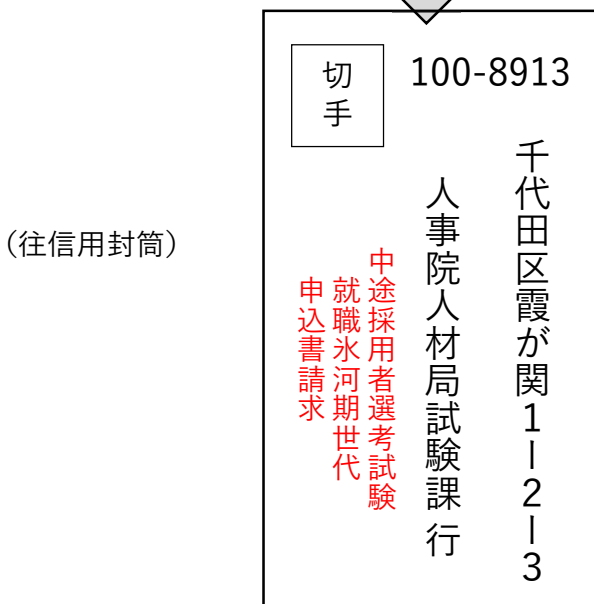 （往信用封筒）
切手
100-8913
千代田区霞が関1ー2ー3
人事院人材局試験課 行
中途採用者選考試験
就職氷河期世代
申込書請求